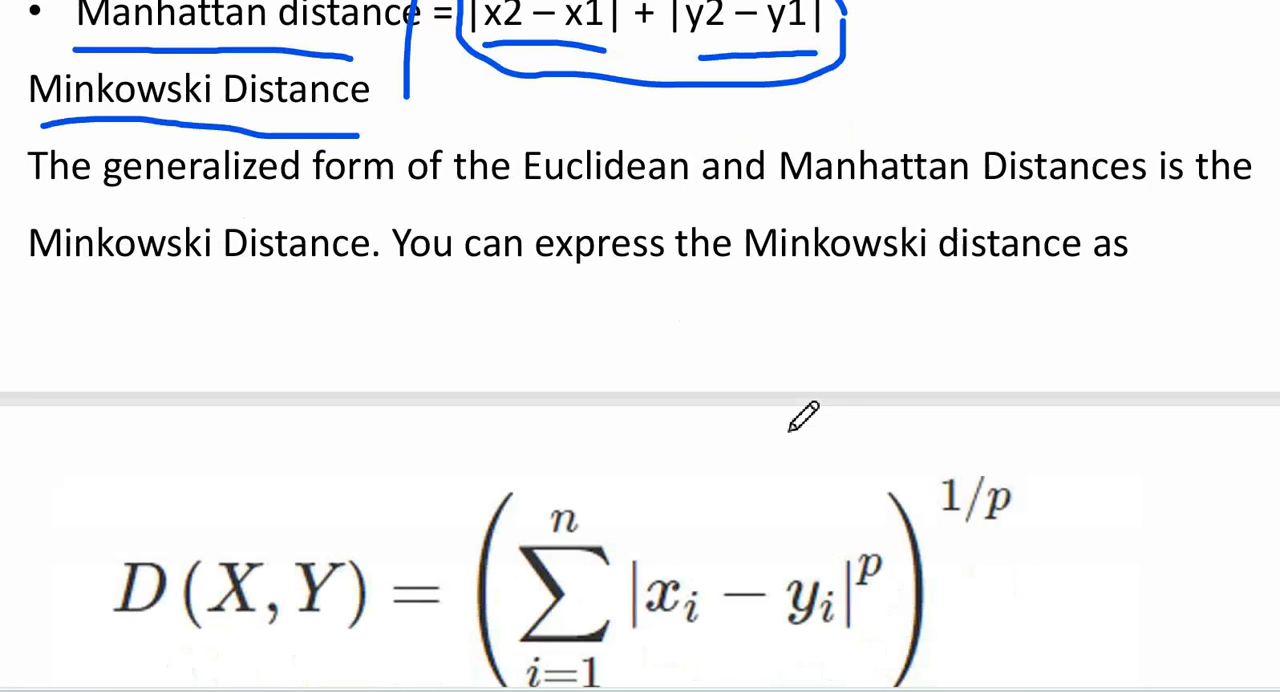 • Manhattan distance = |x2 – x1| + |y2 – y1|
Minkowski Distance
The generalized form of the Euclidean and Manhattan Distances is the
Minkowski Distance. You can express the Minkowski distance as
D(X, Y) = (∑_{i=1}^{n} |x_i − y_i|^p)^{1/p}